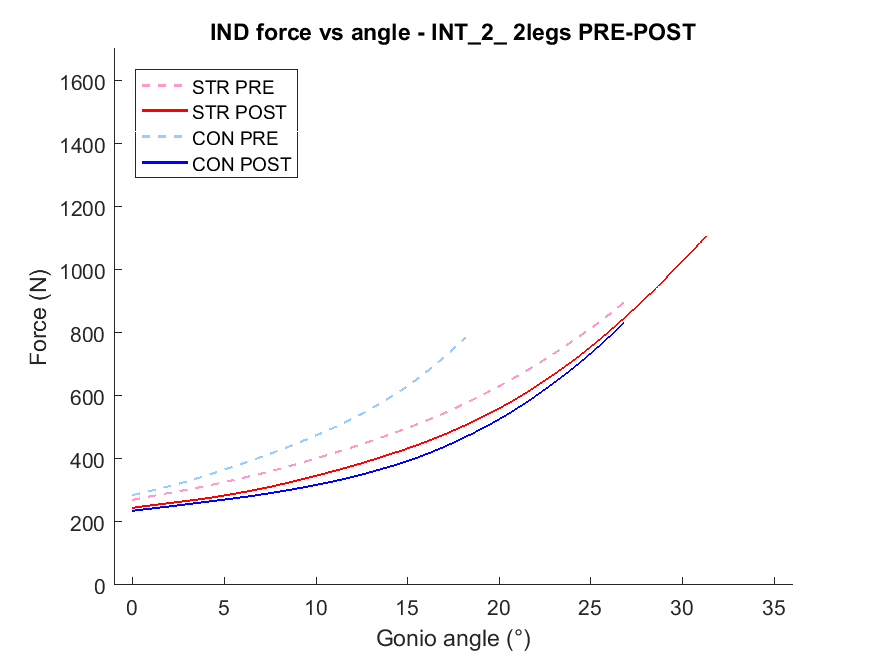 IND force vs angle - INT_2_ 2legs PRE-POST
STR PRE
STR POST
CON PRE
CON POST
1600
1400
1200
1000
800
600
400
200
0
Force (N)
0 5 10 15 20 25 30 35
Gonio angle (°)